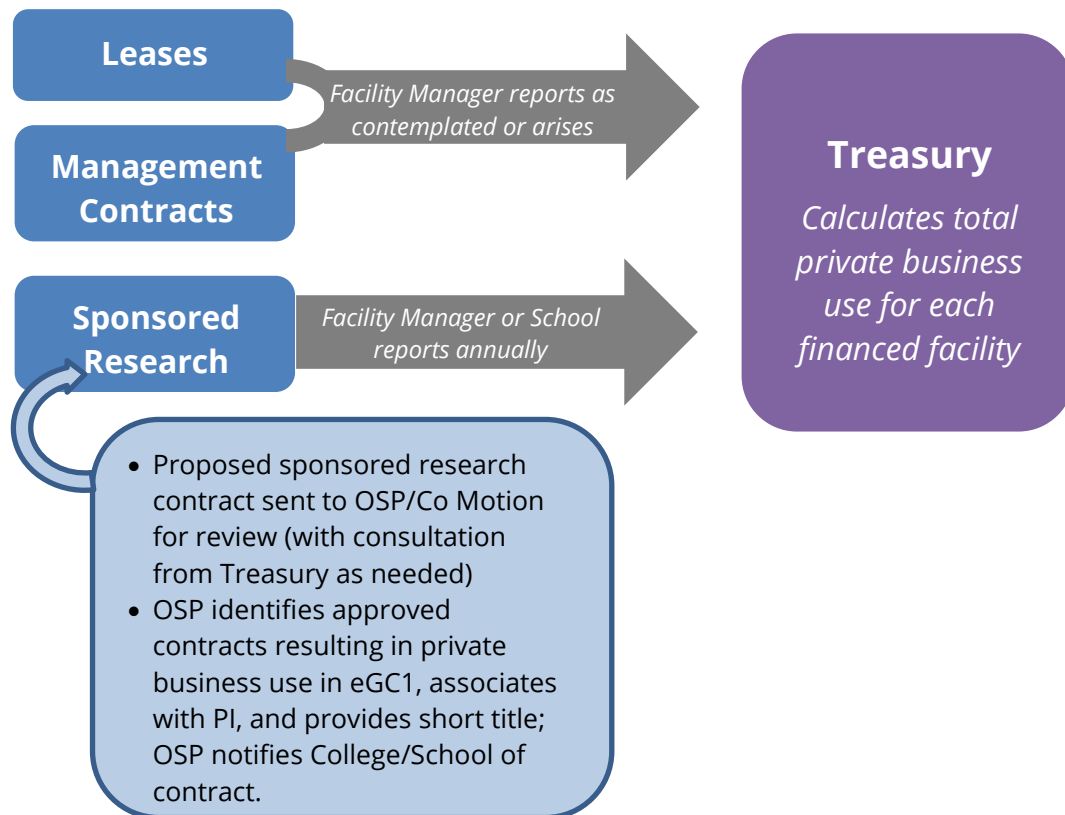 Leases
Facility Manager reports as
contemplated or arises
Management
Contracts
Sponsored
Research
Facility Manager or School
reports annually
Treasury
Calculates total
private business
use for each
financed facility
• Proposed sponsored research
contract sent to OSP/Co Motion
for review (with consultation
from Treasury as needed)
• OSP identifies approved
contracts resulting in private
business use in eGC1, associates
with PI, and provides short title;
OSP notifies College/School of
contract.